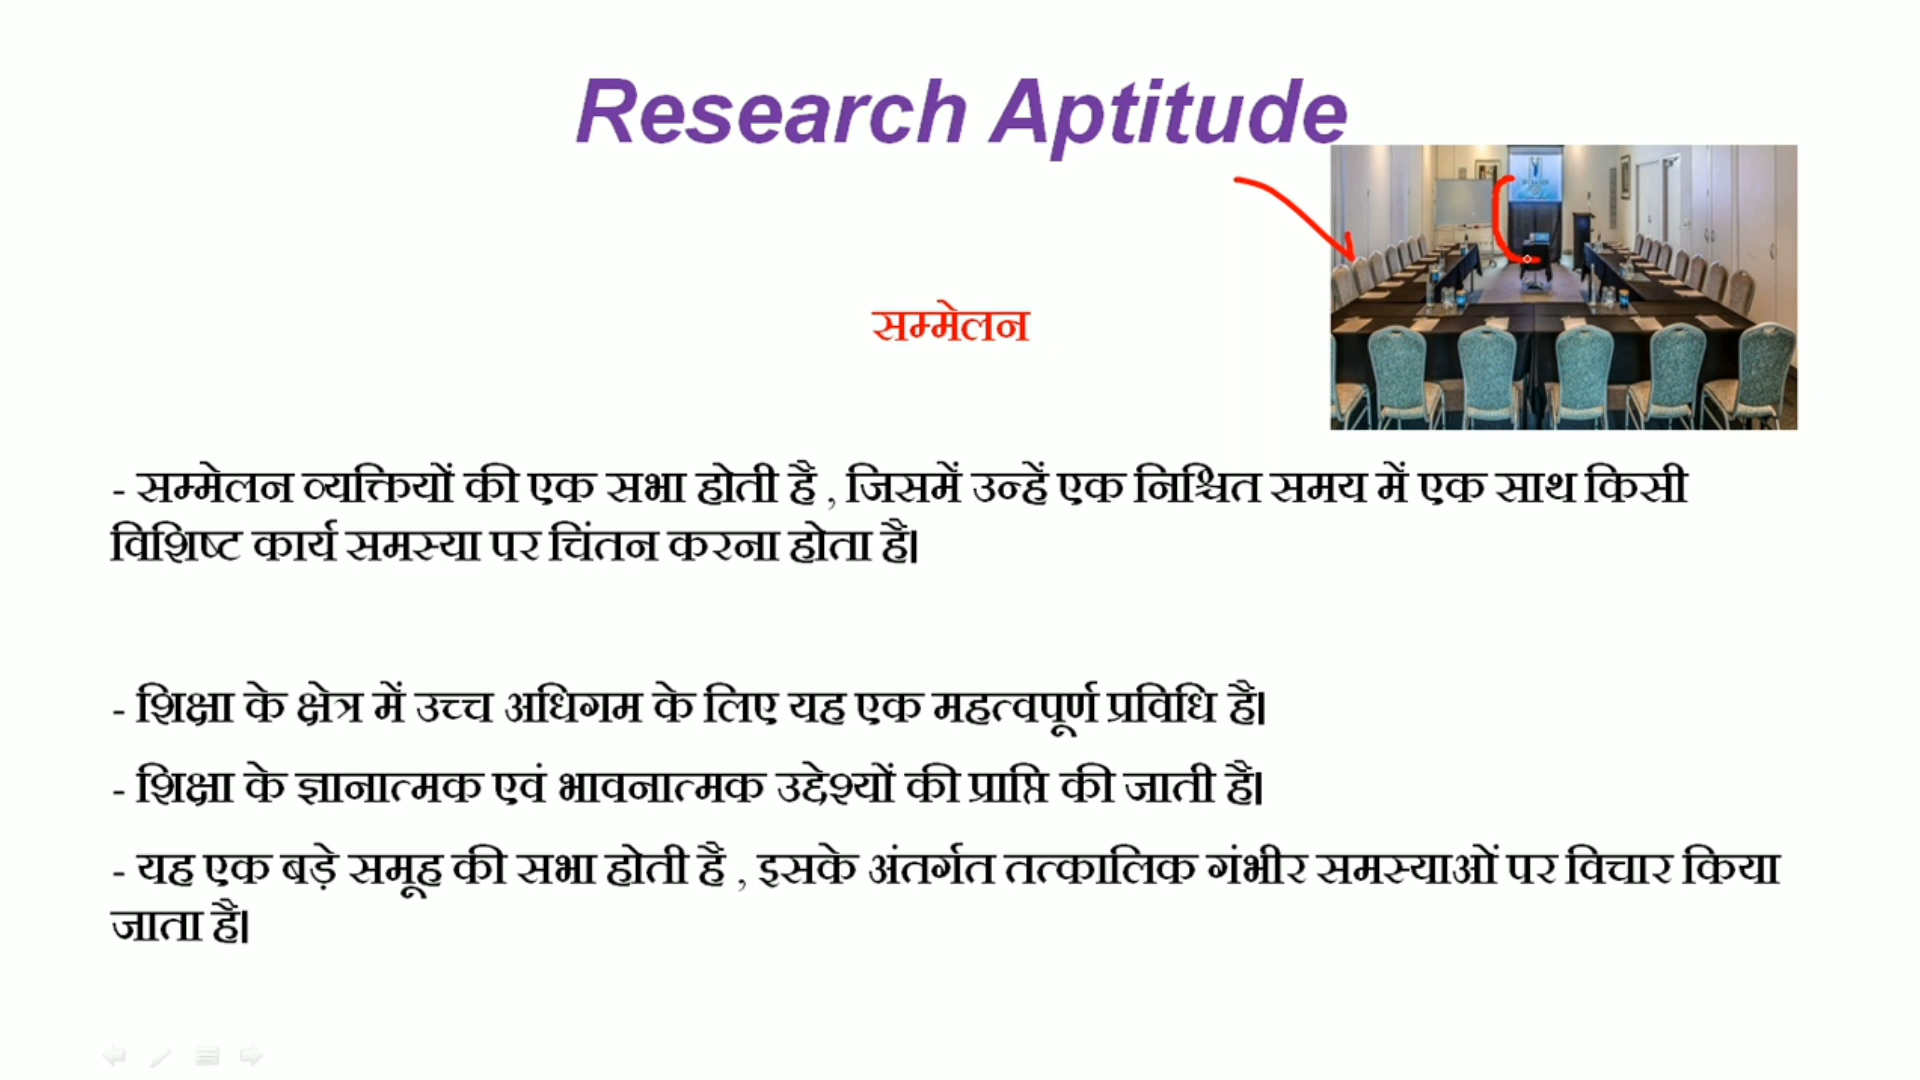 Research Aptitude
सम्मेलन
- सम्मेलन व्यक्तियों की एक सभा होती है , जिसमें उन्हें एक निश्चित समय में एक साथ किसी
विशिष्ट कार्य समस्या पर चिंतन करना होता है।
- शिक्षा के क्षेत्र में उच्च अधिगम के लिए यह एक महत्वपूर्ण प्रविधि है।
- शिक्षा के ज्ञानात्मक एवं भावनात्मक उद्देश्यों की प्राप्ति की जाती है।
- यह एक बड़े समूह की सभा होती है , इसके अंतर्गत तत्कालिक गंभीर समस्याओं पर विचार किया
जाता है।